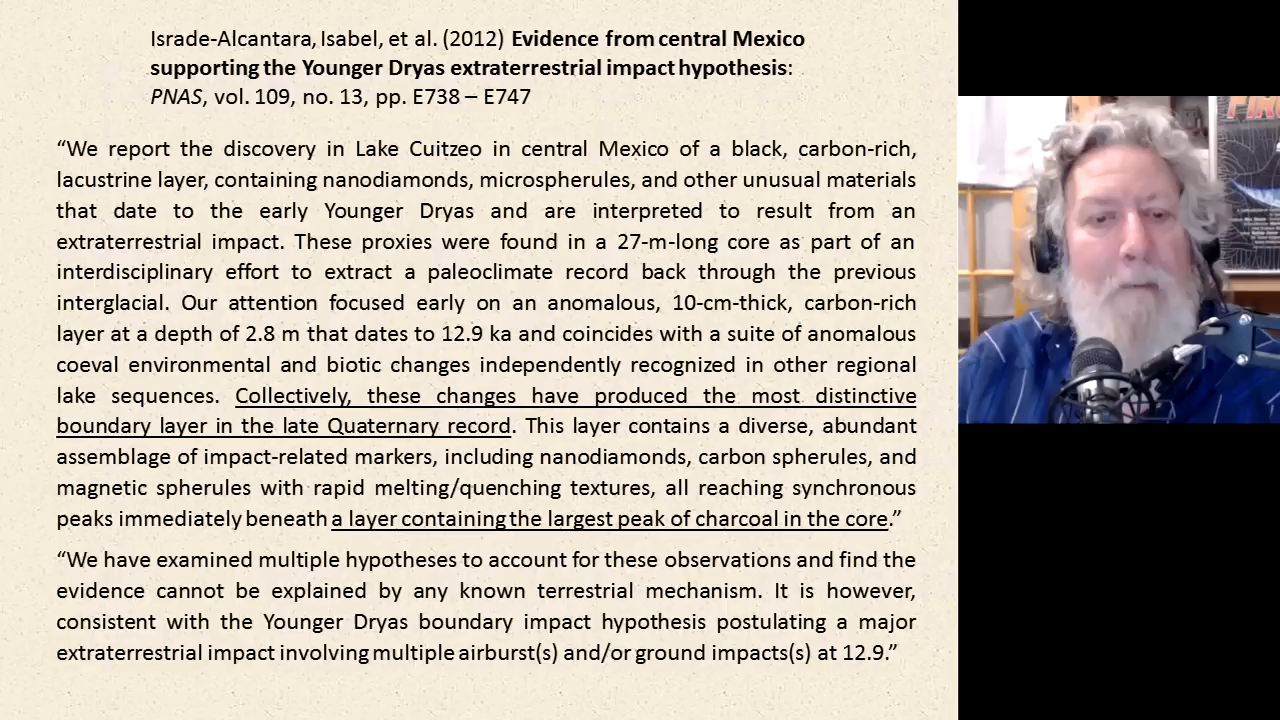 Israde-Alcantara, Isabel, et al. (2012) Evidence from central Mexico
supporting the Younger Dryas extraterrestrial impact hypothesis:
PNAS, vol. 109, no. 13, pp. E738 – E747
“We report the discovery in Lake Cuitzeo in central Mexico of a black, carbon-rich,
lacustrine layer, containing nanodiamonds, microspherules, and other unusual materials
that date to the early Younger Dryas and are interpreted to result from an
extraterrestrial impact. These proxies were found in a 27-m-long core as part of an
interdisciplinary effort to extract a paleoclimate record back through the previous
interglacial. Our attention focused early on an anomalous, 10-cm-thick, carbon-rich
layer at a depth of 2.8 m that dates to 12.9 ka and coincides with a suite of anomalous
coeval environmental and biotic changes independently recognized in other regional
lake sequences. Collectively, these changes have produced the most distinctive
boundary layer in the late Quaternary record. This layer contains a diverse, abundant
assemblage of impact-related markers, including nanodiamonds, carbon spherules, and
magnetic spherules with rapid melting/quenching textures, all reaching synchronous
peaks immediately beneath a layer containing the largest peak of charcoal in the core.”
“We have examined multiple hypotheses to account for these observations and find the
evidence cannot be explained by any known terrestrial mechanism. It is however,
consistent with the Younger Dryas boundary impact hypothesis postulating a major
extraterrestrial impact involving multiple airburst(s) and/or ground impacts(s) at 12.9.”